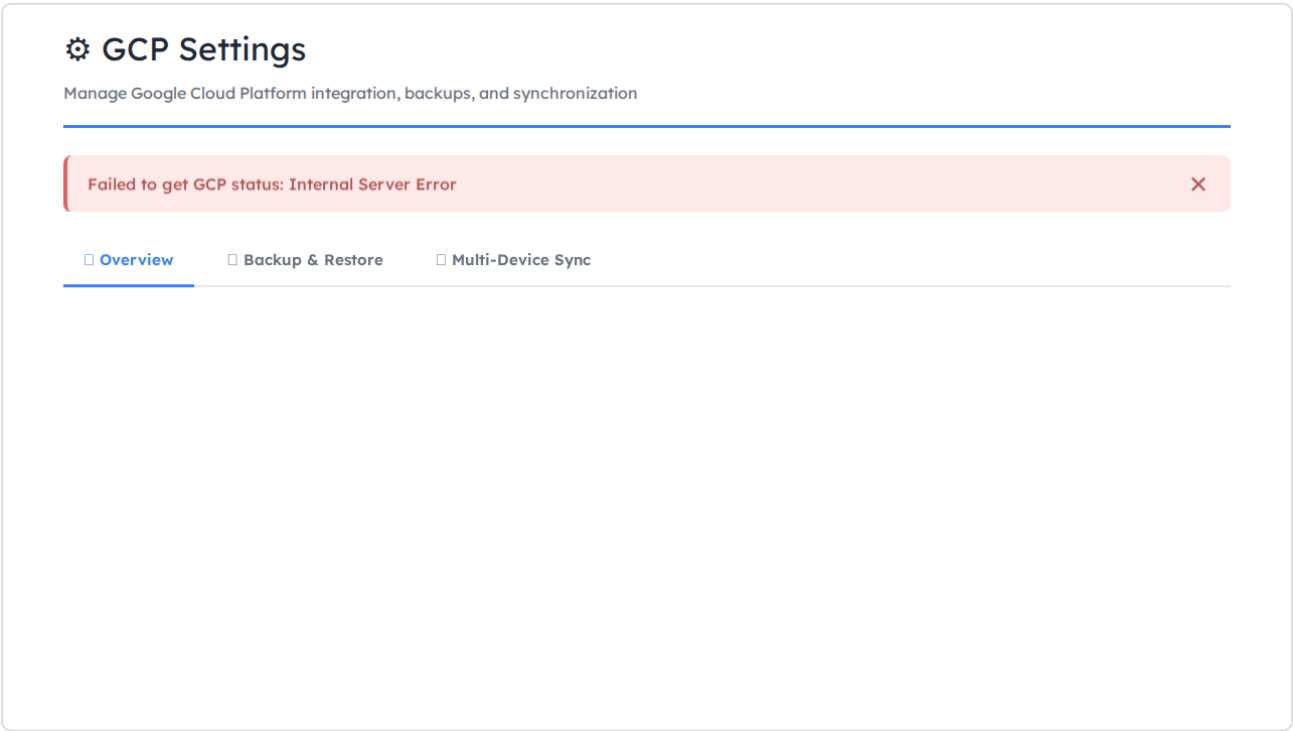 ⚙ GCP Settings
Manage Google Cloud Platform integration, backups, and synchronization
Failed to get GCP status: Internal Server Error ✕
Overview Backup & Restore Multi-Device Sync